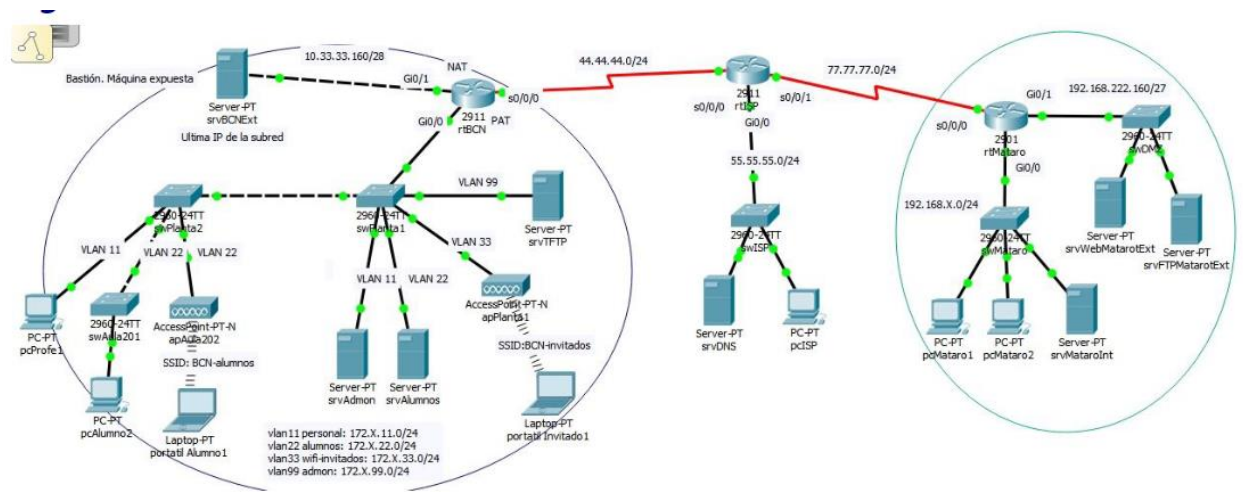 10.33.33.160/28
NAT
44.44.44.0/24
77.77.77.0/24
Bastión. Máquina expuesta
Gi0/1
Server-PT
srvBCNExt
Ultima IP de la subred
2911
rtBCN
s0/0/0
Gi0/0
PAT
s0/0/0
2911
rtISP
s0/0/1
Gi0/0
55.55.55.0/24
Gi0/1
192.168.222.160/27
s0/0/0
2901
rtMataro
Gi0/0
2960-24TT
swDMZ
192.168.X.0/24
2960-24TT
swPlanta2
2960-24TT
swPlanta1
VLAN 99
Server-PT
srvTFTP
2960-24TT
swISP
2960-24TT
swMataro
Server-PT
srvWebMatarotExt
Server-PT
srvFTPMatarotExt
VLAN 11
VLAN 22
VLAN 22
VLAN 33
VLAN 11
VLAN 22
AccessPoint-PT-N
apPlanta1
PC-PT
pcProfe1
2960-24TT
swAula201
AccessPoint-PT-N
apAula202
SSID:BCN-invitados
SSID: BCN-alumnos
Server-PT
srvDNS
PC-PT
pcISP
PC-PT
pcMataro1
PC-PT
pcMataro2
Server-PT
srvMataroInt
Server-PT
srvAdmon
Server-PT
srvAlumnos
PC-PT
pcAlumno2
Laptop-PT
portatil Alumno1
Laptop-PT
portatil Invitado1
vlan11 personal: 172.X.11.0/24
vlan22 alumnos: 172.X.22.0/24
vlan33 wifi-invitados: 172.X.33.0/24
vlan99 admon: 172.X.99.0/24